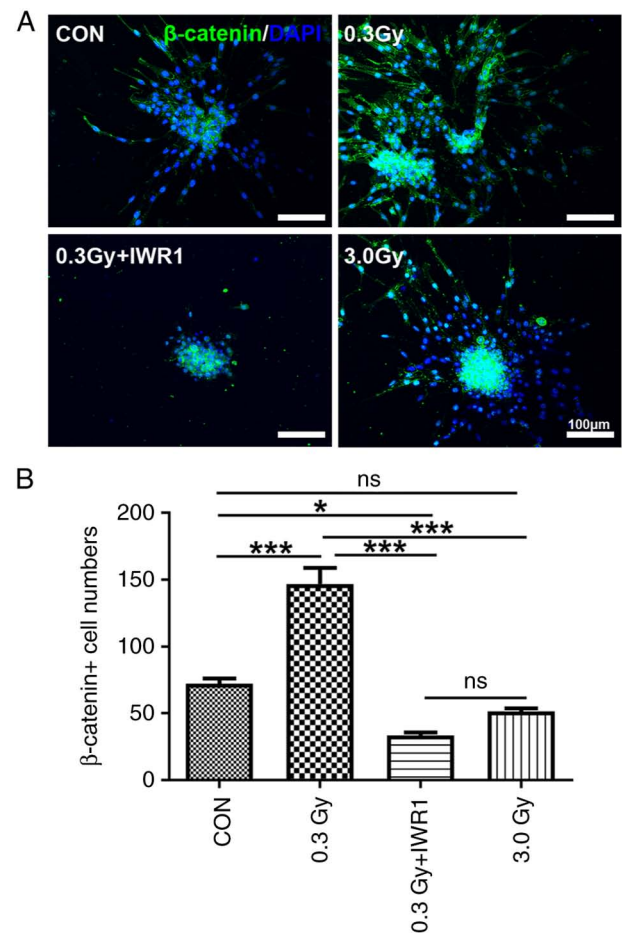 A
CON
β-catenin/DAPI
0.3Gy
0.3Gy+IWR1
3.0Gy
100µm
B
ns
*
***
***
***
ns
β-catenin+ cell numbers
200
150
100
50
0
CON
0.3 Gy
0.3 Gy+IWR1
3.0 Gy